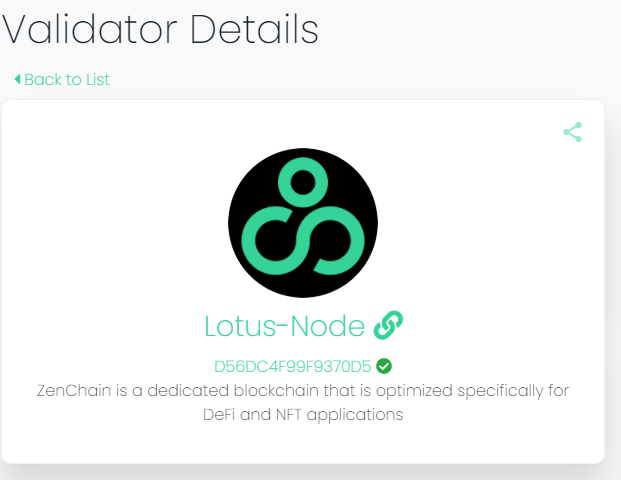 Validator Details
Back to List
Lotus-Node
D56DC4F99F9370D5
ZenChain is a dedicated blockchain that is optimized specifically for
DeFi and NFT applications